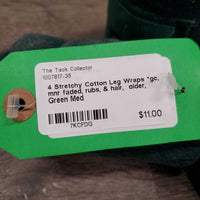 The Tack Collector
1007817-35
4 Stretchy Cotton Leg Wraps *gc,
mnr faded, rubs, & hair, older,
Green Med
7KCFDG
$11.00